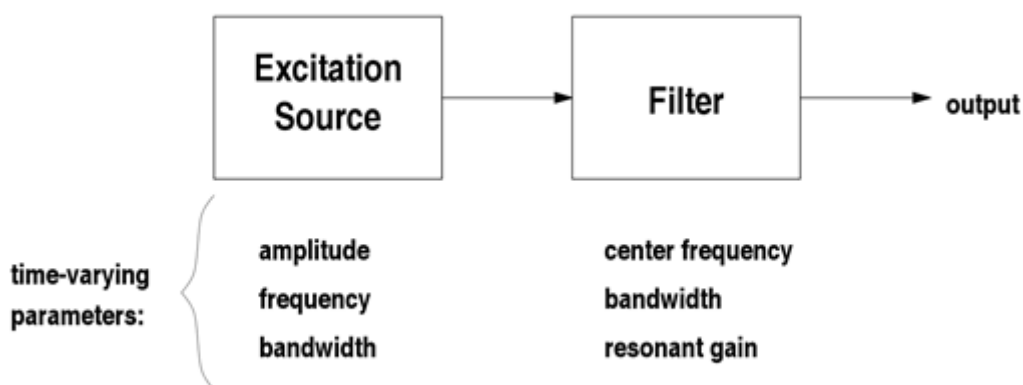 Excitation
Source
Filter
output
time-varying
parameters:
amplitude
frequency
bandwidth
center frequency
bandwidth
resonant gain